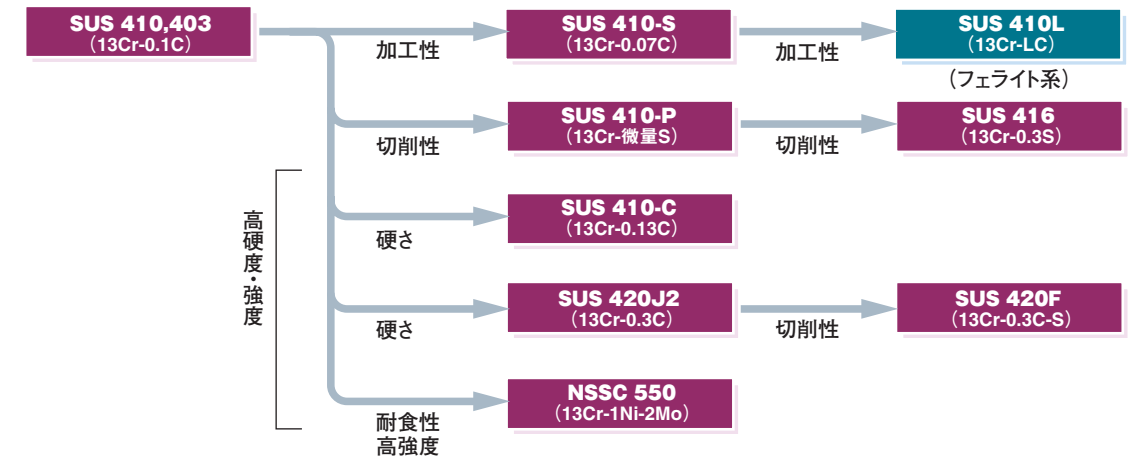 SUS 410,403
（13Cr-0.1C）
加工性
SUS 410-S
（13Cr-0.07C）
加工性
SUS 410L
（13Cr-LC）
（フェライト系）
切削性
SUS 410-P
（13Cr-微量S）
切削性
SUS 416
（13Cr-0.3S）
高硬度・強度
硬さ
SUS 410-C
（13Cr-0.13C）
硬さ
SUS 420J2
（13Cr-0.3C）
切削性
SUS 420F
（13Cr-0.3C-S）
耐食性
高強度
NSSC 550
（13Cr-1Ni-2Mo）